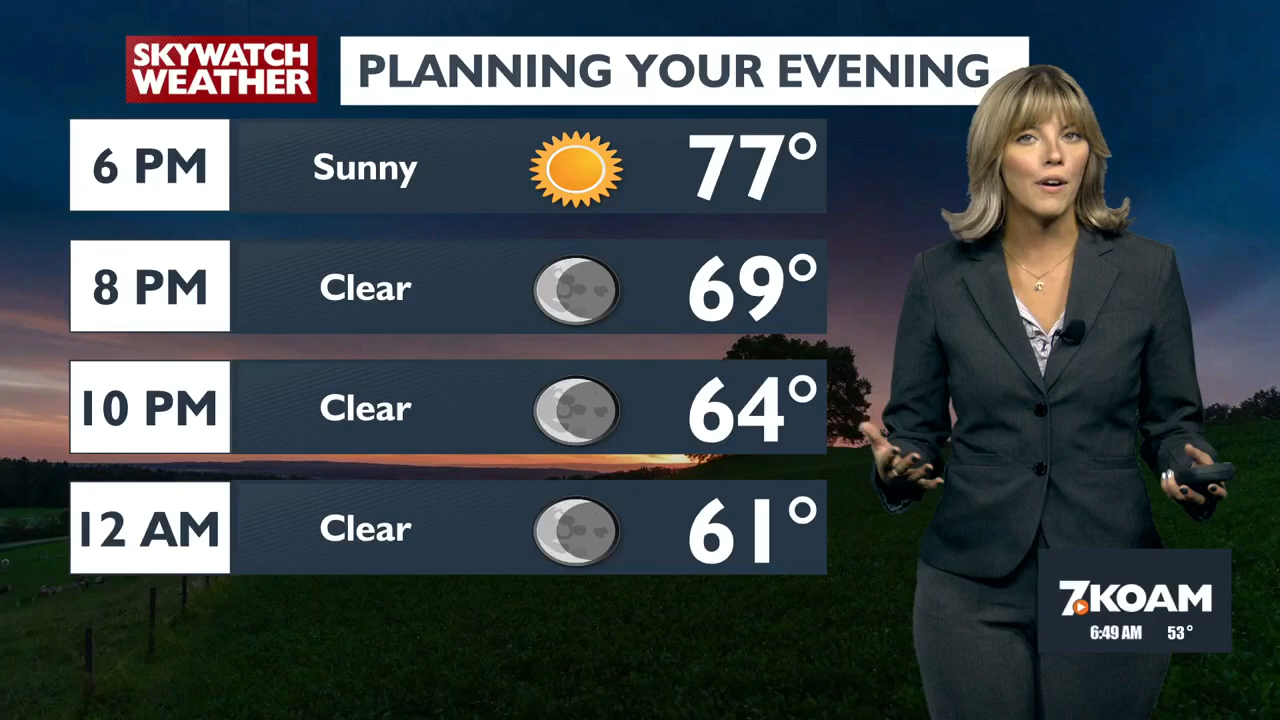 SKYWATCH
WEATHER
PLANNING YOUR EVENING
6 PM Sunny 77°
8 PM Clear 69°
10 PM Clear 64°
12 AM Clear 61°
7KOAM
6:49 AM 53°